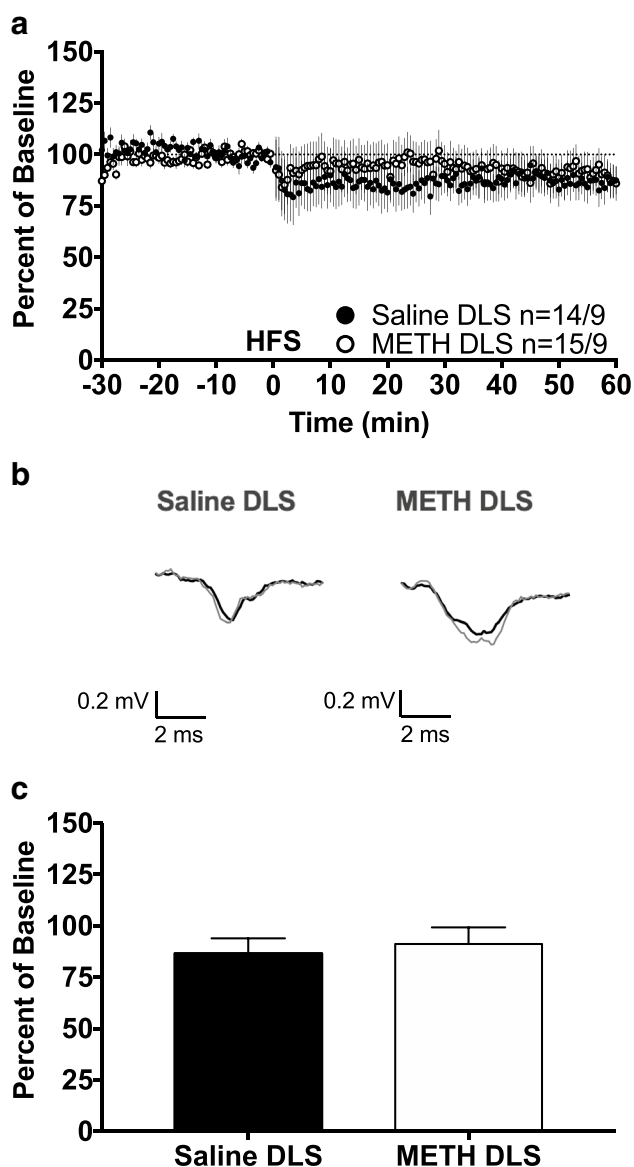 a
Percent of Baseline
150
125
100
75
50
25
0
Saline DLS n=14/9
HFS METH DLS n=15/9
-30 -20 -10 0 10 20 30 40 50 60
Time (min)
b
Saline DLS METH DLS
0.2 mV 0.2 mV
2 ms 2 ms
c
Percent of Baseline
150
125
100
75
50
25
0
Saline DLS METH DLS